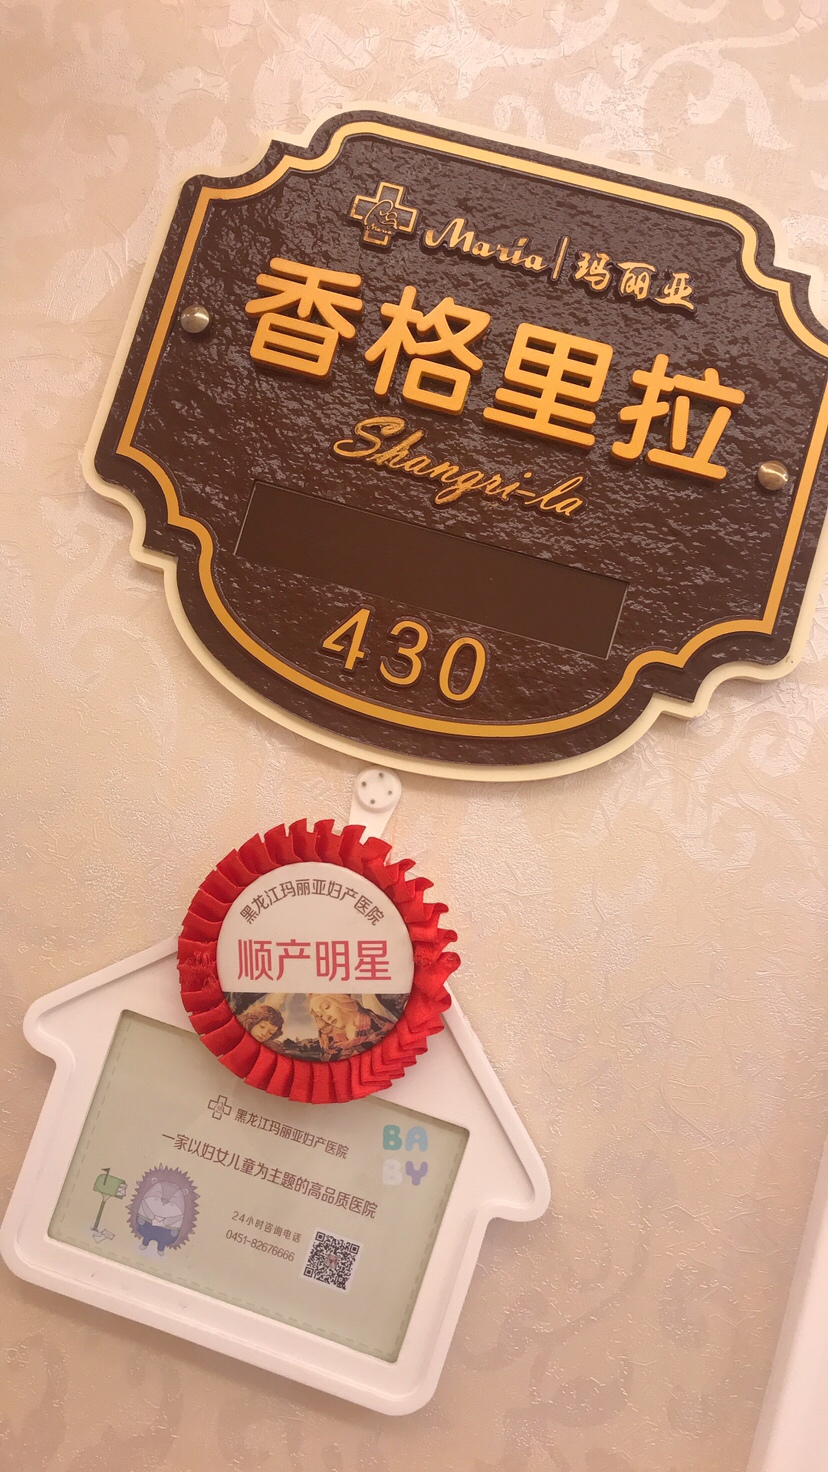 Maria|玛丽亚
香格里拉
Shangri-la
430
黑龙江玛丽亚妇产医院
顺产明星
黑龙江玛丽亚妇产医院
BA
BY
一家以妇女儿童为主题的高品质医院
24小时咨询电话
0451-82676666